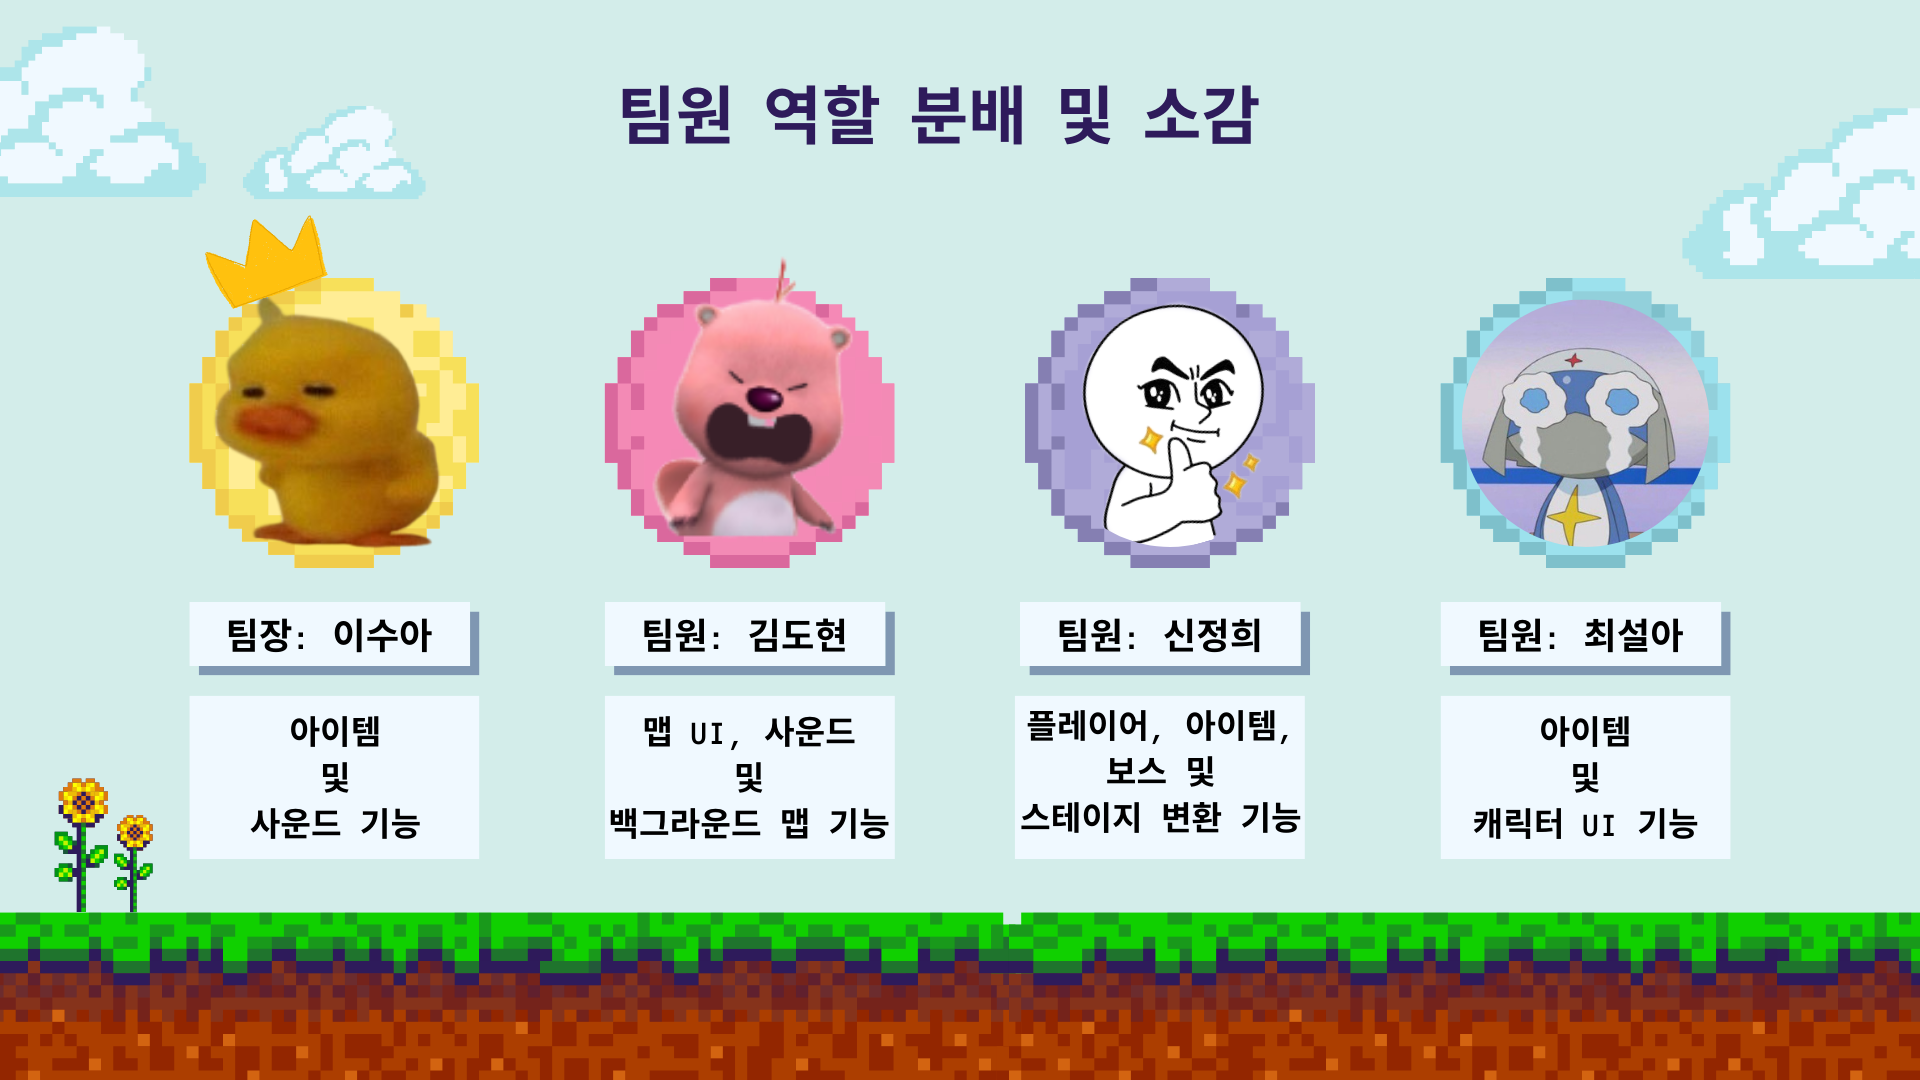 팀원 역할 분배 및 소감
팀장: 이수아
아이템
및
사운드 기능
팀원: 김도현
맵 UI, 사운드
및
백그라운드 맵 기능
팀원: 신정희
플레이어, 아이템,
보스 및
스테이지 변환 기능
팀원: 최설아
아이템
및
캐릭터 UI 기능